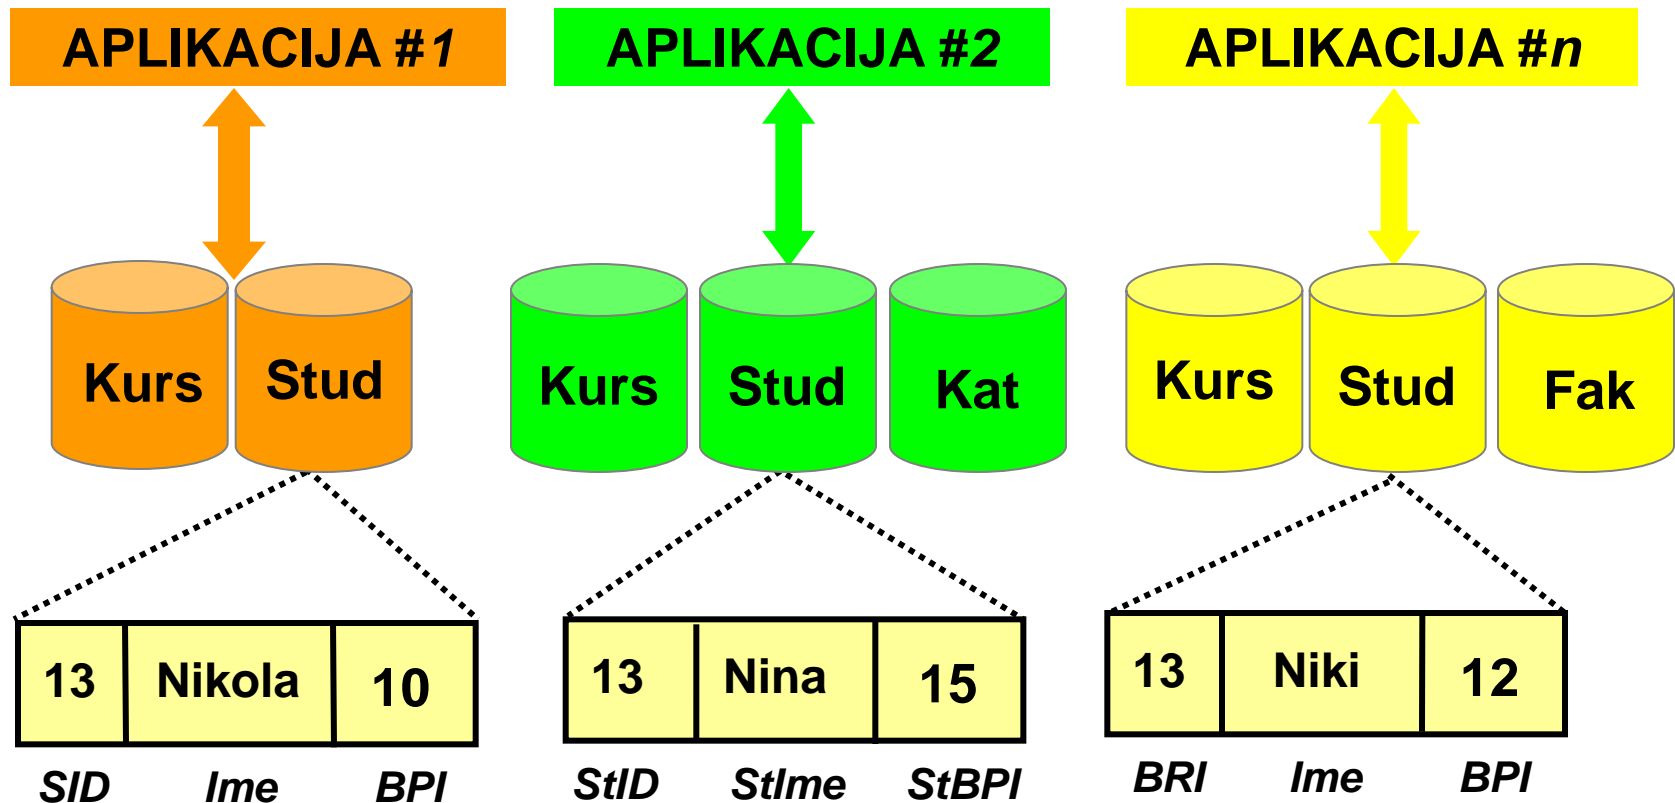 APLIKACIJA #1
APLIKACIJA #2
APLIKACIJA #n
Kurs
Stud
Kurs
Stud
Kat
Kurs
Stud
Fak
13 Nikola 10
SID Ime BPI
13 Nina 15
StID StIme StBPI
13 Niki 12
BRI Ime BPI